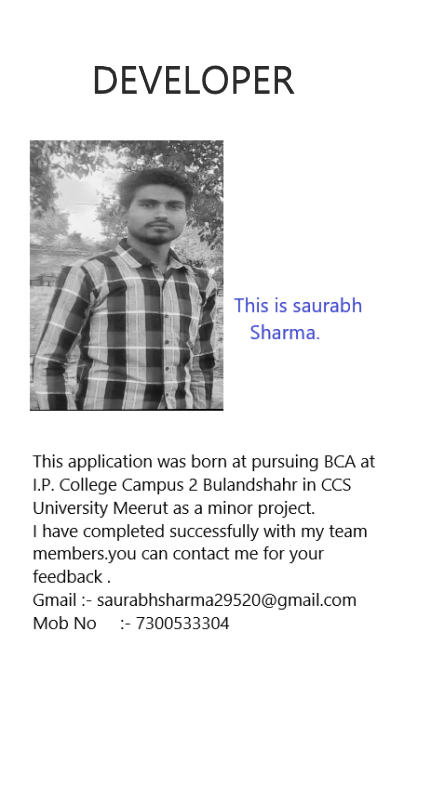 DEVELOPER
This is saurabh
Sharma.
This application was born at pursuing BCA at
I.P. College Campus 2 Bulandshahr in CCS
University Meerut as a minor project.
I have completed successfully with my team
members.you can contact me for your
feedback .
Gmail :- saurabhsharma29520@gmail.com
Mob No :- 7300533304